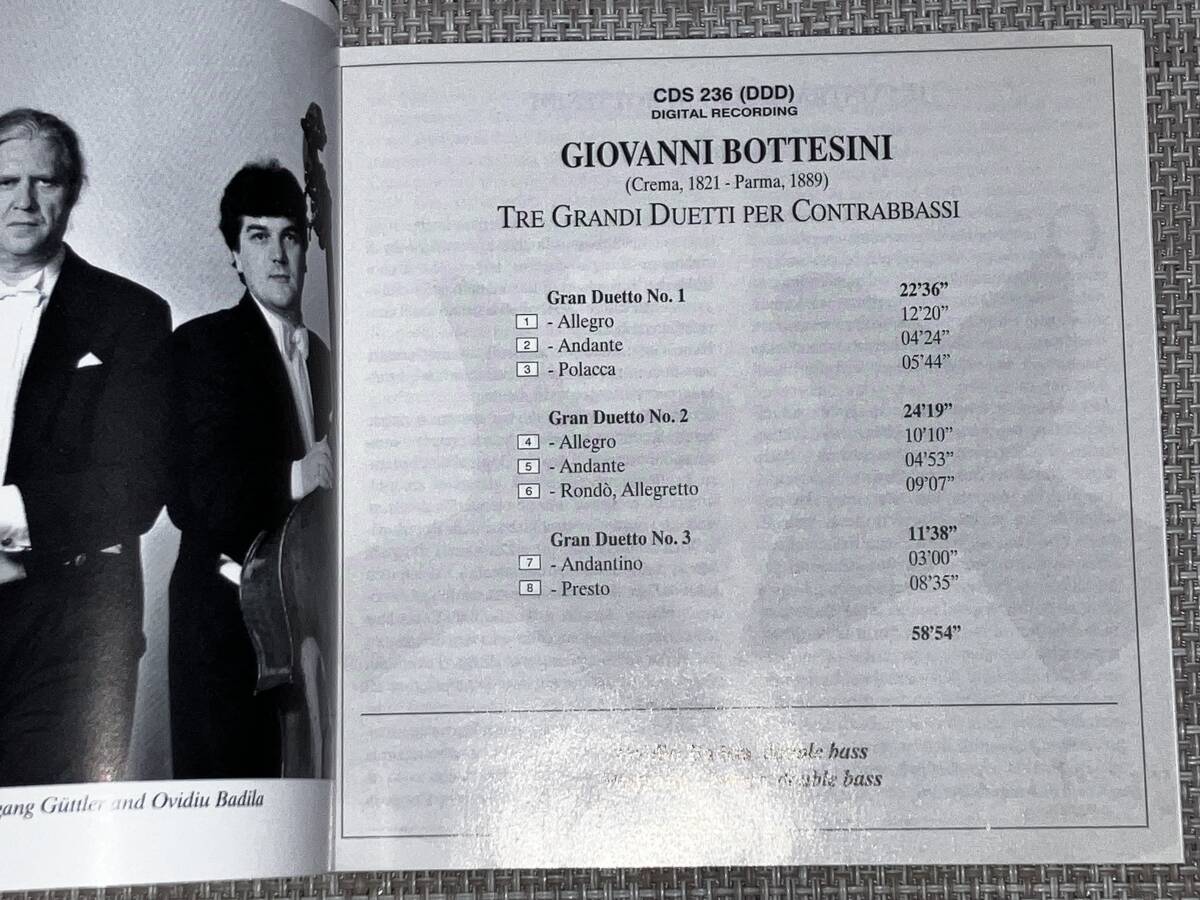 gang Güttler and Ovidiu Badila
CDS 236 (DDD)
DIGITAL RECORDING
GIOVANNI BOTTESINI
(Crema, 1821 - Parma, 1889)
TRE GRANDI DUETTI PER CONTRABBASSI
Gran Duetto No. 1 22’36”
1 - Allegro 12’20”
2 - Andante 04’24”
3 - Polacca 05’44”
Gran Duetto No. 2 24’19”
4 - Allegro 10’10”
5 - Andante 04’53”
6 - Rondò, Allegretto 09’07”
Gran Duetto No. 3 11’38”
7 - Andantino 03’00”
8 - Presto 08’35”
58’54”
double bass
double bass